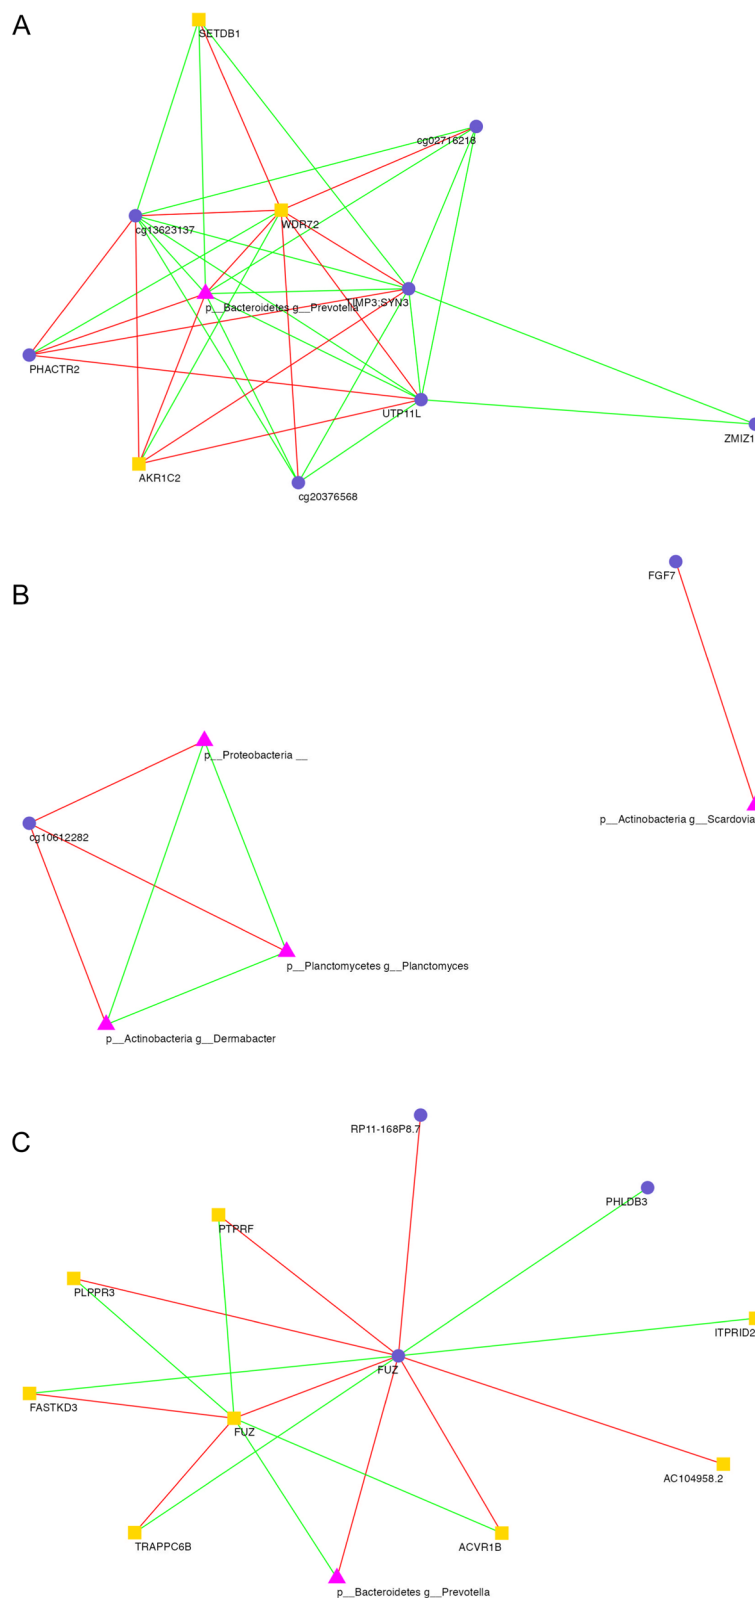 A
SETDB1
cg02716218
WDR72
cg13623137
p__Bacteroidetes g__Prevotella
TIMP3;SYN3
PHACTR2
UTP11L
ZMIZ1
AKR1C2
cg20376568
B
FGF7
p__Proteobacteria __
p__Actinobacteria g__Scardovia
cg10612282
p__Planctomycetes g__Planctomyces
p__Actinobacteria g__Dermabacter
C
RP11-168P8.7
PHLDB3
PTPRF
PLPPR3
ITPRID2
FUZ
FASTKD3
FUZ
AC104958.2
TRAPPC6B
ACVR1B
p__Bacteroidetes g__Prevotella